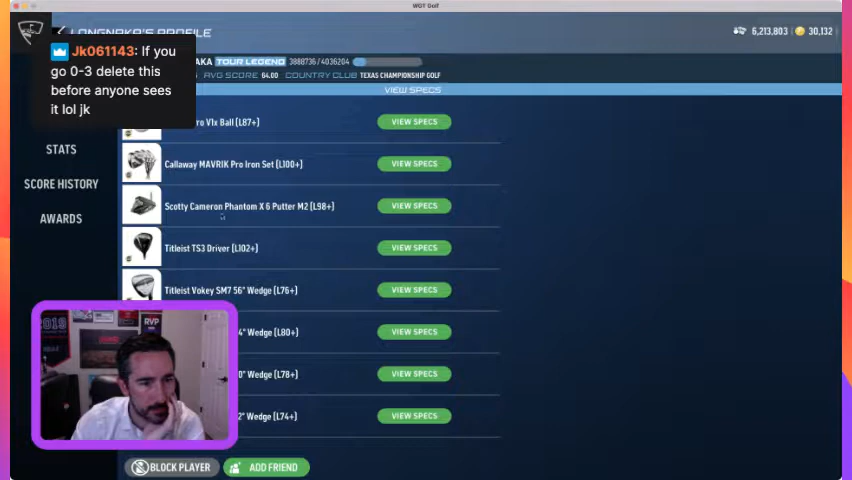 WGT Golf
LONGNAKA'S PROFILE
6,213,803
30,132
Jk061143: If you
go 0-3 delete this
before anyone sees
it lol jk
AKA TOUR LEGEND 3888736 / 4036204
AVG SCORE 64.00 COUNTRY CLUB TEXAS CHAMPIONSHIP GOLF
VIEW SPECS
STATS
SCORE HISTORY
AWARDS
ro V1x Ball (L87+) VIEW SPECS
Callaway MAVRIK Pro Iron Set (L100+) VIEW SPECS
Scotty Cameron Phantom X 6 Putter M2 (L98+) VIEW SPECS
Titleist TS3 Driver (L102+) VIEW SPECS
Titleist Vokey SM7 56° Wedge (L76+) VIEW SPECS
4° Wedge (L80+) VIEW SPECS
0° Wedge (L78+) VIEW SPECS
2° Wedge (L74+) VIEW SPECS
2019
RVP
BLOCK PLAYER
ADD FRIEND